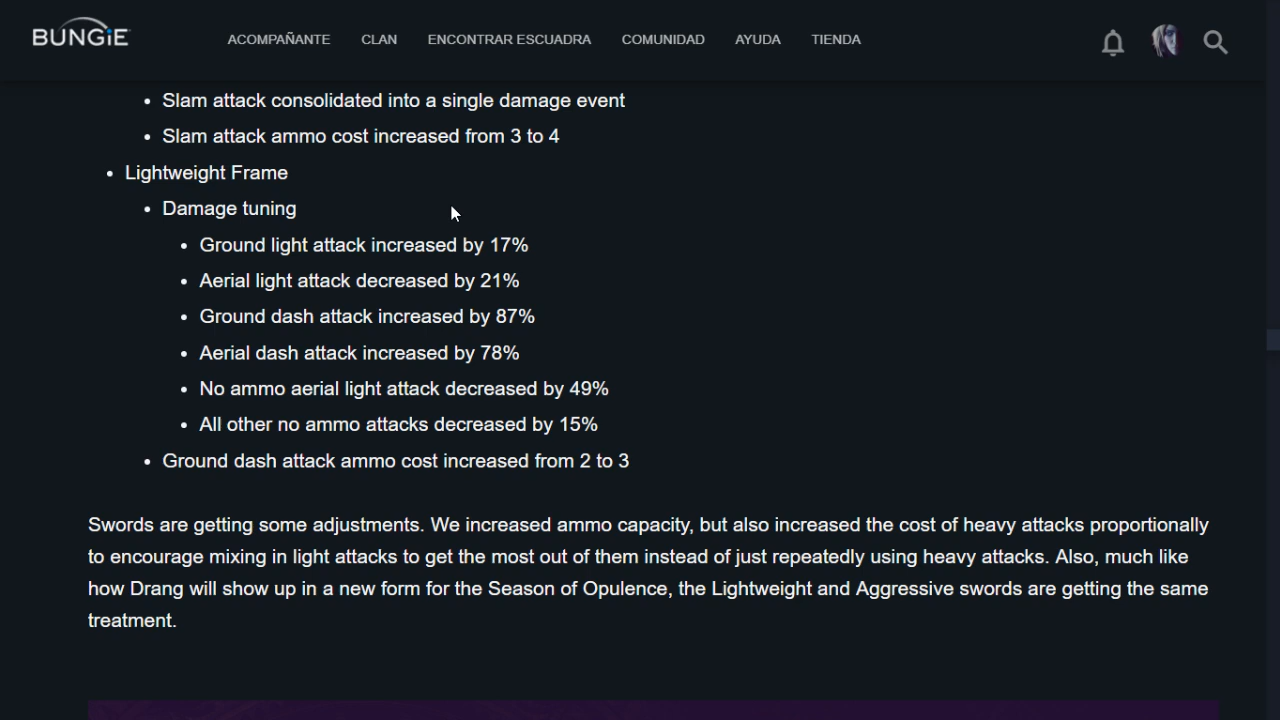 BUNGiE
ACOMPAÑANTE CLAN ENCONTRAR ESCUADRA COMUNIDAD AYUDA TIENDA
• Slam attack consolidated into a single damage event
• Slam attack ammo cost increased from 3 to 4
• Lightweight Frame
• Damage tuning
• Ground light attack increased by 17%
• Aerial light attack decreased by 21%
• Ground dash attack increased by 87%
• Aerial dash attack increased by 78%
• No ammo aerial light attack decreased by 49%
• All other no ammo attacks decreased by 15%
• Ground dash attack ammo cost increased from 2 to 3
Swords are getting some adjustments. We increased ammo capacity, but also increased the cost of heavy attacks proportionally
to encourage mixing in light attacks to get the most out of them instead of just repeatedly using heavy attacks. Also, much like
how Drang will show up in a new form for the Season of Opulence, the Lightweight and Aggressive swords are getting the same
treatment.